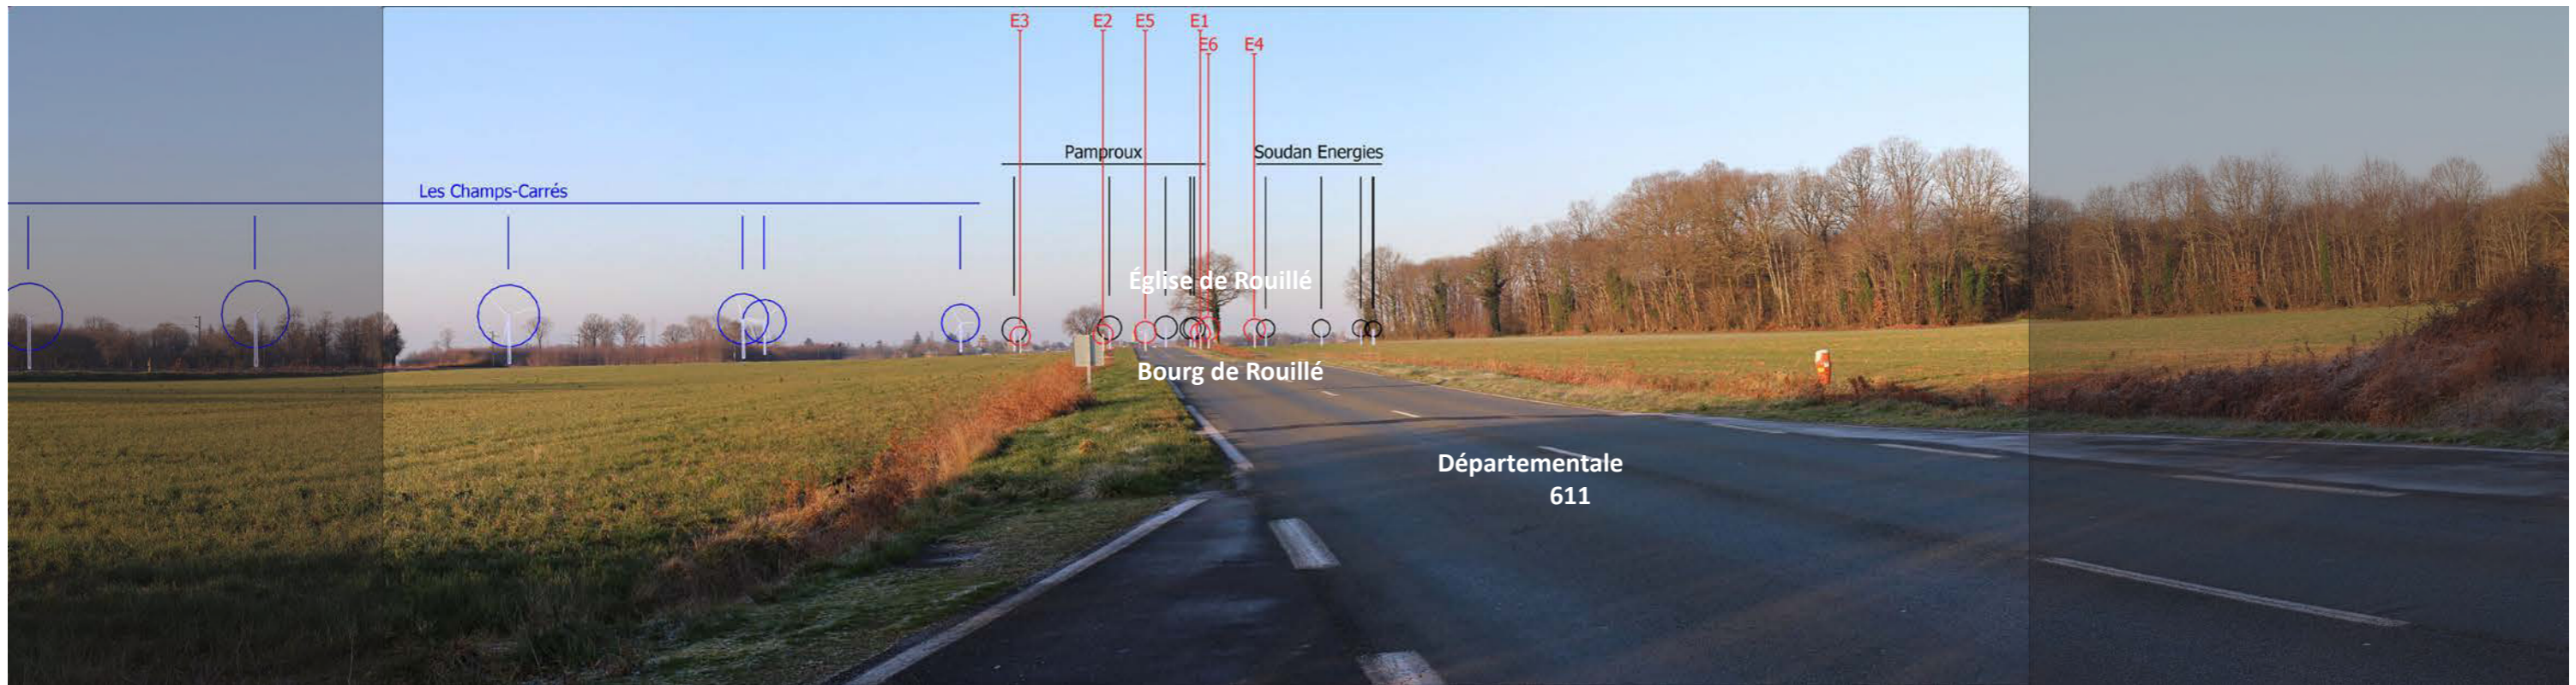 E3
E2
E5
E1
E6
E4
Pamproux
Soudan Energies
Les Champs-Carrés
Église de Rouillé
Bourg de Rouillé
Départementale
611